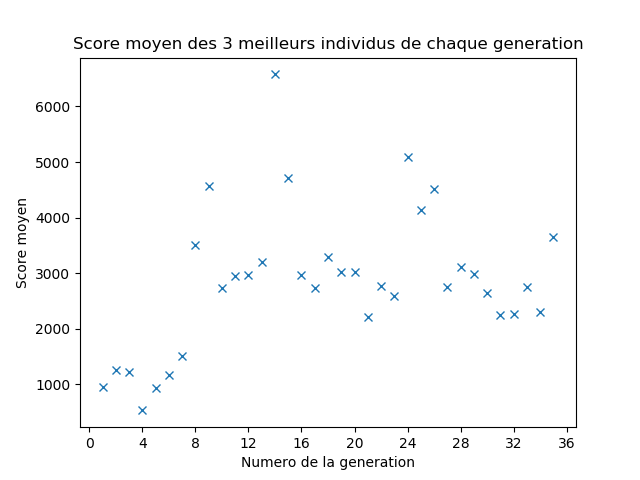 Score moyen des 3 meilleurs individus de chaque generation
6000
5000
4000
3000
2000
1000
Score moyen
0 4 8 12 16 20 24 28 32 36
Numero de la generation